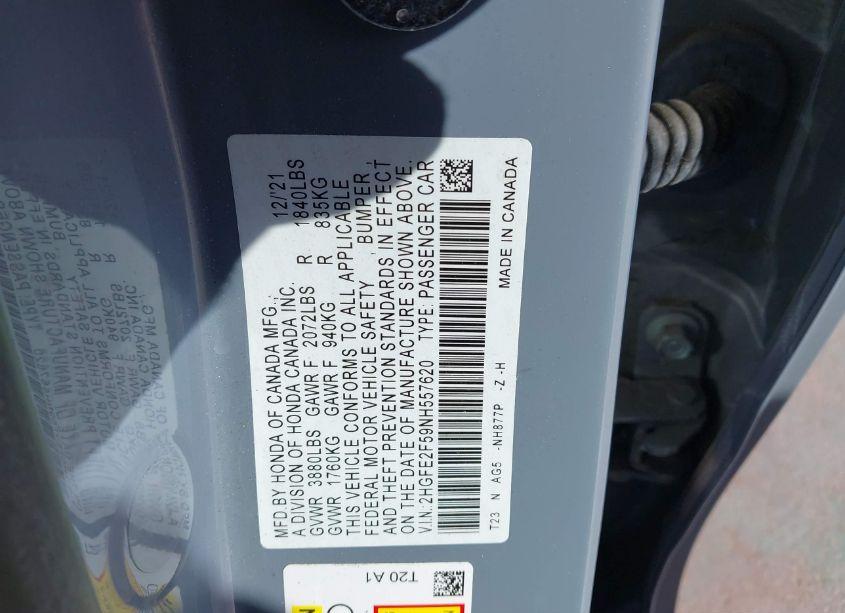 MFD.BY HONDA OF CANADA MFG., 12/'21
A DIVISION OF HONDA CANADA INC.
GVWR 3880LBS GAWR F 2072LBS R 1840LBS
GVWR 1760KG GAWR F 940KG R 835KG
THIS VEHICLE CONFORMS TO ALL APPLICABLE
FEDERAL MOTOR VEHICLE SAFETY, BUMPER,
AND THEFT PREVENTION STANDARDS IN EFFECT
ON THE DATE OF MANUFACTURE SHOWN ABOVE.
V.I.N.: 2HGFE2F59NH557620 TYPE: PASSENGER CAR
T23 N AG5 -NH877P -Z -H
MADE IN CANADA
T20 A1